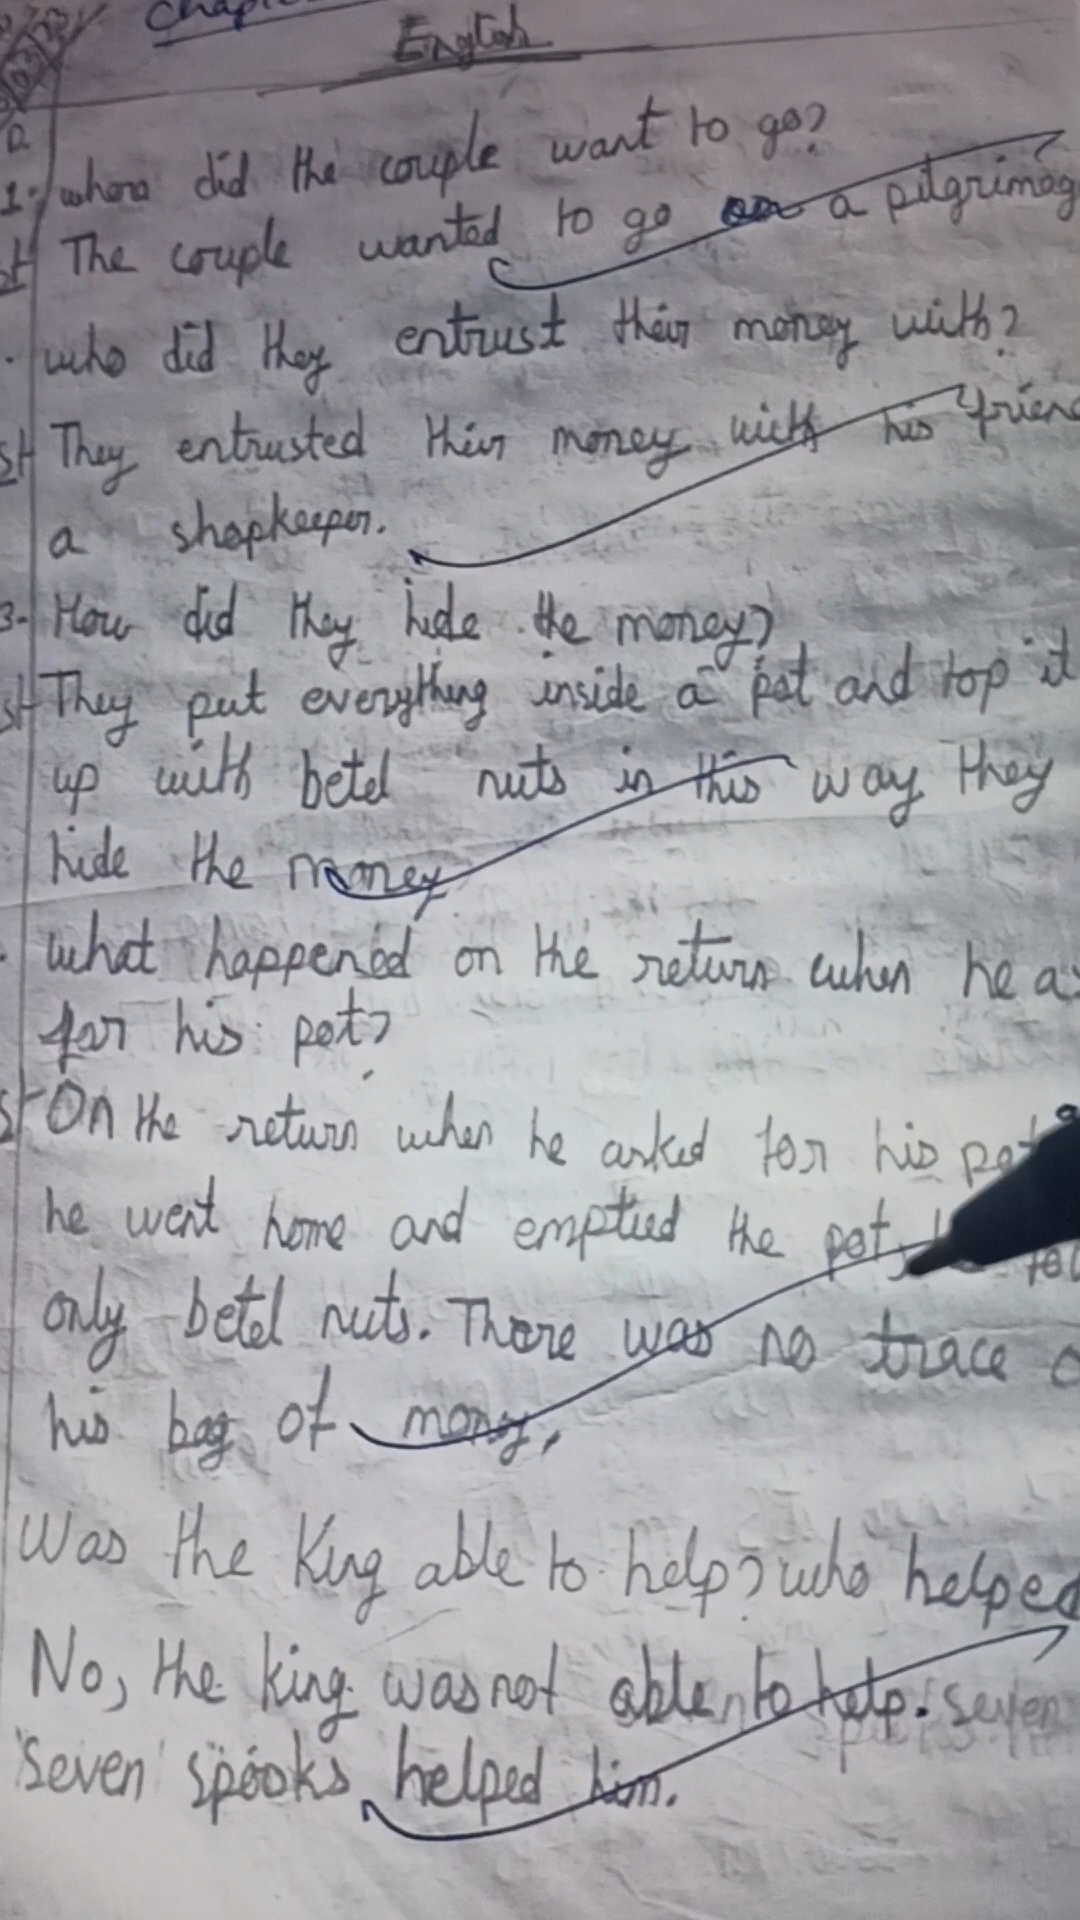 English
1. where did the couple want to go?
The couple wanted to go on a pilgrimag
who did they entrust their money with?
They entrusted their money with his frien
a shopkeeper.
3. How did they hide the money?
They put everything inside a pot and top it
up with betel nuts in this way they
hide the money.
what happened on the return when he a
for his pot?
On the return when he asked for his pot
he went home and emptied the pot
only betel nuts. There was no trace
his bag of mony.
Was the King able to help? who helped
No, the king was not able to help. seven
'Seven' spooks helped him.